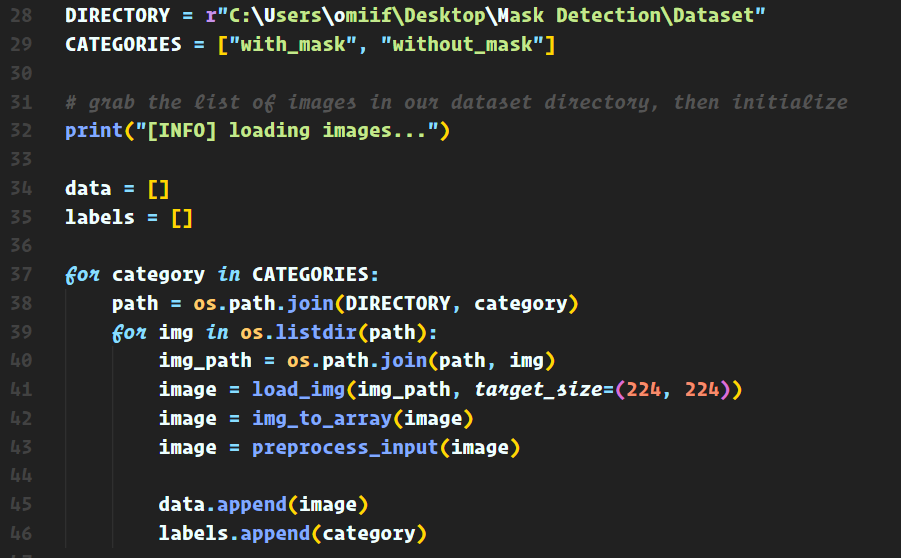 28 DIRECTORY = r"C:\Users\omiif\Desktop\Mask Detection\Dataset"
29 CATEGORIES = ["with_mask", "without_mask"]
30
31 # grab the list of images in our dataset directory, then initialize
32 print("[INFO] loading images...")
33
34 data = []
35 labels = []
36
37 for category in CATEGORIES:
38     path = os.path.join(DIRECTORY, category)
39     for img in os.listdir(path):
40         img_path = os.path.join(path, img)
41         image = load_img(img_path, target_size=(224, 224))
42         image = img_to_array(image)
43         image = preprocess_input(image)
44
45         data.append(image)
46         labels.append(category)